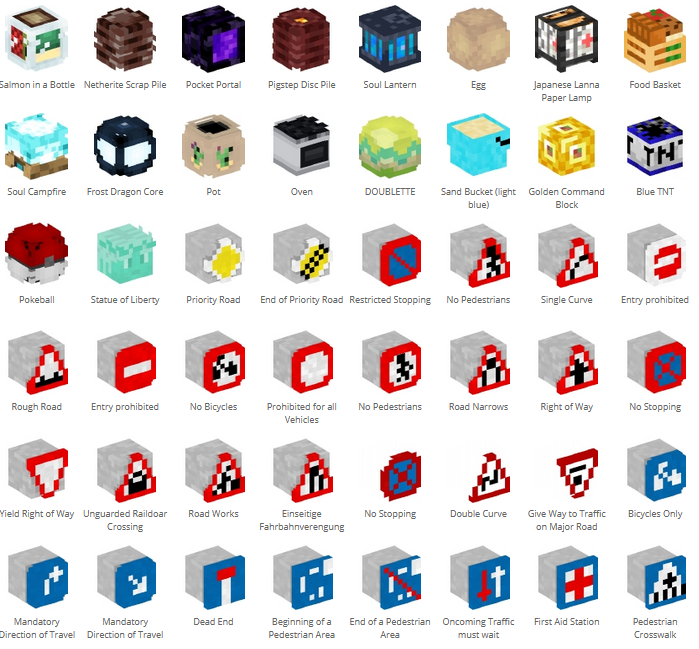 Salmon in a Bottle
Netherite Scrap Pile
Pocket Portal
Pigstep Disc Pile
Soul Lantern
Egg
Japanese Lanna
Paper Lamp
Food Basket
Soul Campfire
Frost Dragon Core
Pot
Oven
DOUBLETTE
Sand Bucket (light
blue)
Golden Command
Block
Blue TNT
Pokeball
Statue of Liberty
Priority Road
End of Priority Road
Restricted Stopping
No Pedestrians
Single Curve
Entry prohibited
Rough Road
Entry prohibited
No Bicycles
Prohibited for all
Vehicles
No Pedestrians
Road Narrows
Right of Way
No Stopping
Yield Right of Way
Unguarded Raildoar
Crossing
Road Works
Einseitige
Fahrbahnverengung
No Stopping
Double Curve
Give Way to Traffic
on Major Road
Bicycles Only
Mandatory
Direction of Travel
Mandatory
Direction of Travel
Dead End
Beginning of a
Pedestrian Area
End of a Pedestrian
Area
Oncoming Traffic
must wait
First Aid Station
Pedestrian
Crosswalk